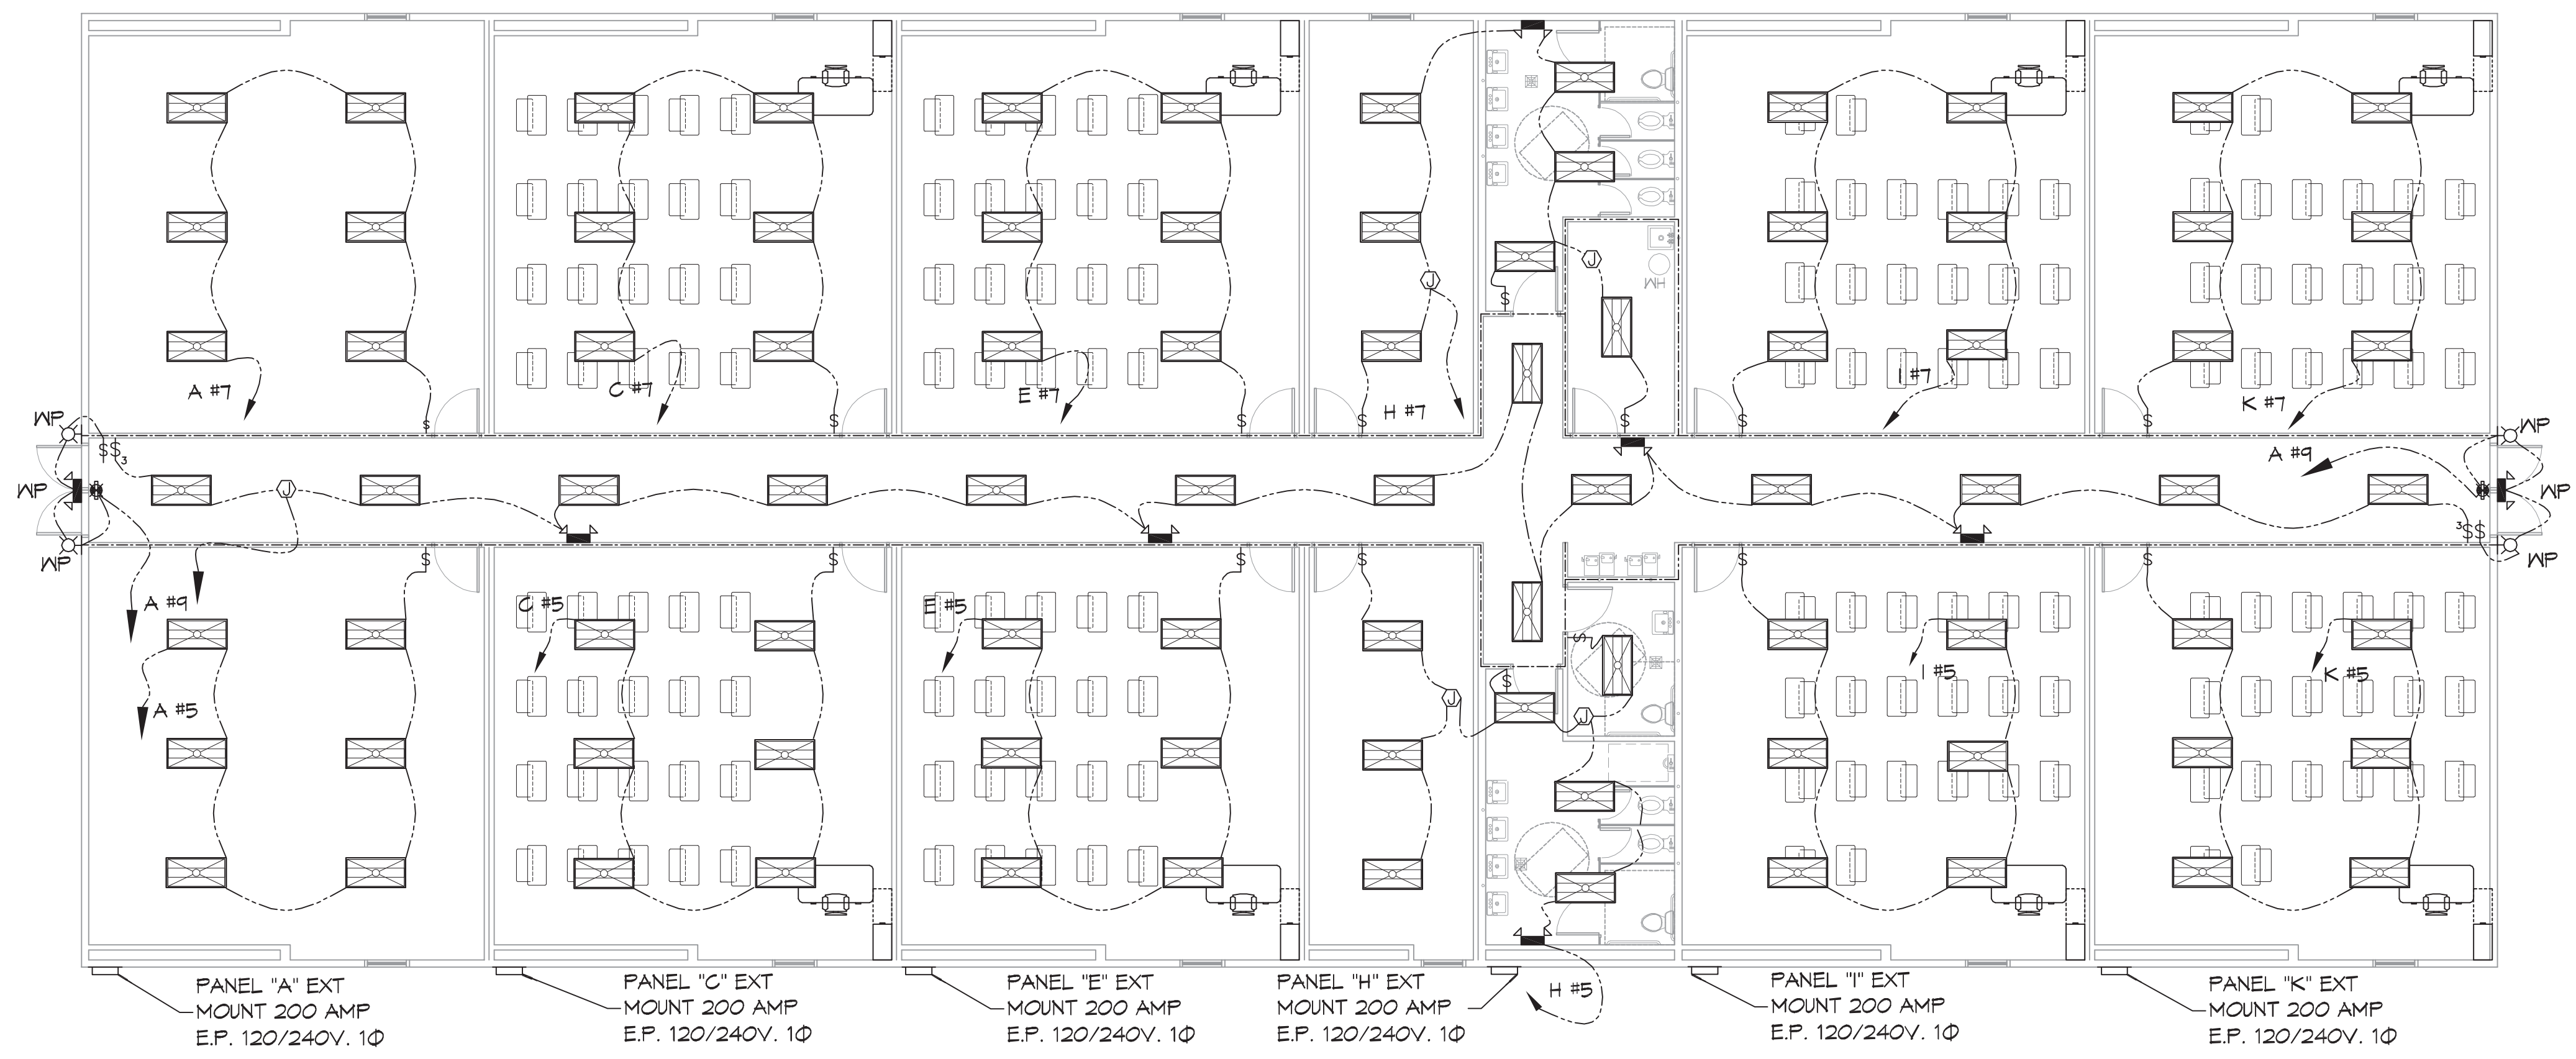 A #7
C #7
E #7
H #7
I #7
K #7
J
J
HM
S
S
S
S
S
S
S
S
S
WP
WP
WP
$$3
J
A #9
A #9
WP
WP
WP
3$$
S
S
S
S
S
S
C #5
E #5
I #5
K #5
A #5
S
S
J
J
H #5
PANEL "A" EXT
MOUNT 200 AMP
E.P. 120/240V. 1Φ
PANEL "C" EXT
MOUNT 200 AMP
E.P. 120/240V. 1Φ
PANEL "E" EXT
MOUNT 200 AMP
E.P. 120/240V. 1Φ
PANEL "H" EXT
MOUNT 200 AMP
E.P. 120/240V. 1Φ
PANEL "I" EXT
MOUNT 200 AMP
E.P. 120/240V. 1Φ
PANEL "K" EXT
MOUNT 200 AMP
E.P. 120/240V. 1Φ